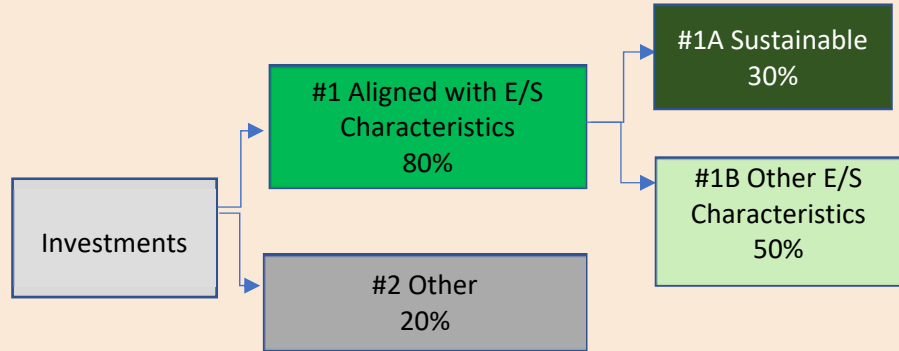 Investments
#1 Aligned with E/S
Characteristics
80%
#2 Other
20%
#1A Sustainable
30%
#1B Other E/S
Characteristics
50%